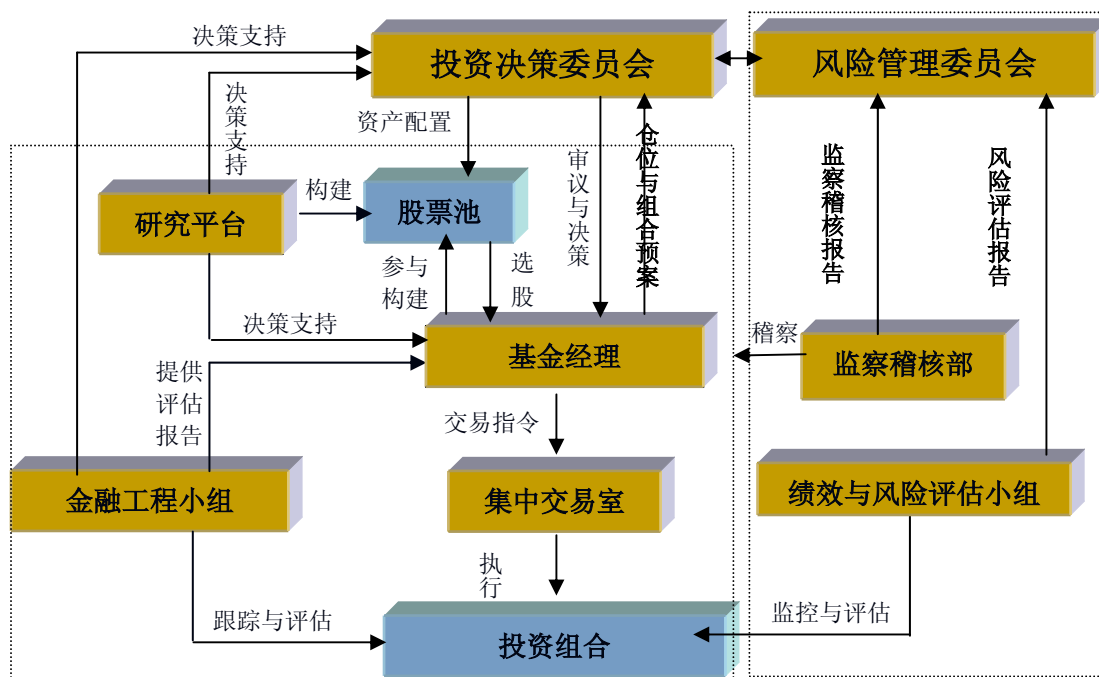 决策支持
投资决策委员会
风险管理委员会
决策支持
资产配置
审议与决策
仓位与组合预案
监察稽核报告
风险评估报告
研究平台
构建
股票池
参与
构建
选股
决策支持
基金经理
稽察
监察稽核部
提供
评估
报告
交易指令
金融工程小组
集中交易室
绩效与风险评估小组
执行
跟踪与评估
投资组合
监控与评估